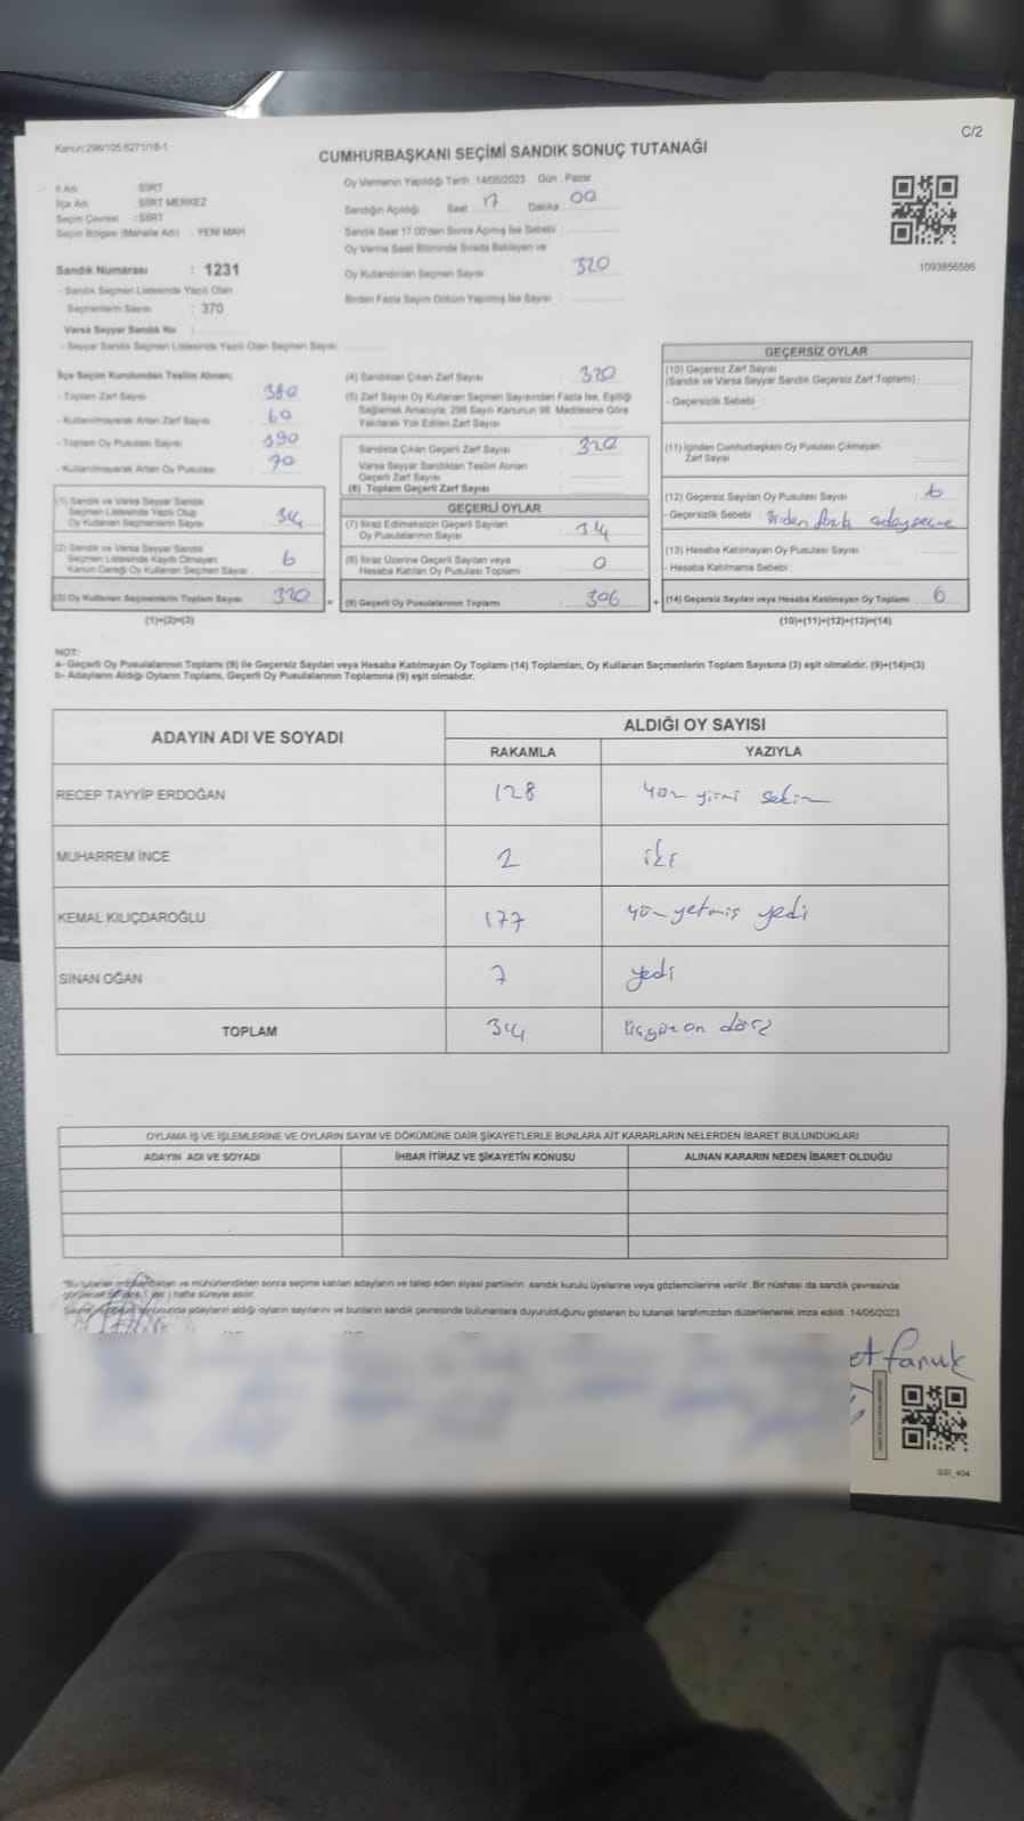 C/2
Kanun:298/105 6271/18-1
CUMHURBAŞKANI SEÇİMİ SANDIK SONUÇ TUTANAĞI
İl Adı : SİİRT
İlçe Adı : SİİRT MERKEZ
Seçim Çevresi : SİİRT
Seçim Bölgesi (Mahalle Adı) : YENİ MAH
Oy Vermenin Yapıldığı Tarih :14/05/2023 Gün : Pazar
Sandığın Açıldığı Saat : 17 Dakika : 00
Sandık Saat 17.00'den Sonra Açılmış İse Sebebi :
Oy Verme Saati Bitiminde Sırada Bekleyen ve
Oy Kullandırılan Seçmen Sayısı : 320
Birden Fazla Sayım Döküm Yapılmış İse Sayısı :
1093856586
Sandık Numarası : 1231
- Sandık Seçmen Listesinde Yazılı Olan
Seçmenlerin Sayısı : 370
Varsa Seyyar Sandık No :
- Seyyar Sandık Seçmen Listesinde Yazılı Olan Seçmen Sayısı
İlçe Seçim Kurulundan Teslim Alınan;
- Toplam Zarf Sayısı : 380
- Kullanılmayarak Artan Zarf Sayısı : 60
- Toplam Oy Pusulası Sayısı : 390
- Kullanılmayarak Artan Oy Pusulası : 70
(1) Sandık ve Varsa Seyyar Sandık
Seçmen Listesinde Yazılı Olup
Oy Kullanan Seçmenlerin Sayısı : 314
(2) Sandık ve Varsa Seyyar Sandık
Seçmen Listesinde Kayıtlı Olmayan
Kanun Gereği Oy Kullanan Seçmen Sayısı : 6
(3) Oy Kullanan Seçmenlerin Toplam Sayısı : 320
(1)+(2)=(3)
(4) Sandıktan Çıkan Zarf Sayısı : 320
(5) Zarf Sayısı Oy Kullanan Seçmen Sayısından Fazla İse, Eşitliği
Sağlamak Amacıyla, 298 Sayılı Kanunun 98. Maddesine Göre
Yakılarak Yok Edilen Zarf Sayısı :
Sandıkta Çıkan Geçerli Zarf Sayısı : 320
Varsa Seyyar Sandıktan Teslim Alınan
Geçerli Zarf Sayısı :
(6) Toplam Geçerli Zarf Sayısı
GEÇERLİ OYLAR
(7) İtiraz Edilmeksizin Geçerli Sayılan
Oy Pusulalarının Sayısı : 314
(8) İtiraz Üzerine Geçerli Sayılan veya
Hesaba Katılan Oy Pusulası Toplamı : 0
(9) Geçerli Oy Pusulalarının Toplamı : 306
GEÇERSİZ OYLAR
(10) Geçersiz Zarf Sayısı
(Sandık ve Varsa Seyyar Sandık Geçersiz Zarf Toplamı) :
- Geçersizlik Sebebi :
(11) İçinden Cumhurbaşkanı Oy Pusulası Çıkmayan
Zarf Sayısı
(12) Geçersiz Sayılan Oy Pusulası Sayısı : 6
- Geçersizlik Sebebi : Birden fazla aday seçme
(13) Hesaba Katılmayan Oy Pusulası Sayısı
- Hesaba Katılmama Sebebi :
(14) Geçersiz Sayılan veya Hesaba Katılmayan Oy Toplamı : 6
(10)+(11)+(12)+(13)=(14)
NOT:
a- Geçerli Oy Pusulalarının Toplamı (9) ile Geçersiz Sayılan veya Hesaba Katılmayan Oy Toplamı (14) Toplamları, Oy Kullanan Seçmenlerin Toplam Sayısına (3) eşit olmalıdır. (9)+(14)=(3)
b- Adayların Aldığı Oyların Toplamı, Geçerli Oy Pusulalarının Toplamına (9) eşit olmalıdır.
ADAYIN ADI VE SOYADI ALDIĞI OY SAYISI
RAKAMLA YAZIYLA
RECEP TAYYİP ERDOĞAN 128 yüz yirmi sekiz
MUHARREM İNCE 2 iki
KEMAL KILIÇDAROĞLU 177 yüz yetmiş yedi
SİNAN OĞAN 7 yedi
TOPLAM 314 üçyüz on dört
OYLAMA İŞ VE İŞLEMLERİNE VE OYLARIN SAYIM VE DÖKÜMÜNE DAİR ŞİKAYETLERLE BUNLARA AİT KARARLARIN NELERDEN İBARET BULUNDUKLARI
ADAYIN ADI VE SOYADI İHBAR İTİRAZ VE ŞİKAYETİN KONUSU ALINAN KARARIN NEDEN İBARET OLDUĞU
"Bu tutanak mühürlendikten sonra seçime katılan adayların ve talep eden siyasi partilerin sandık kurulu üyelerine veya gözlemcilerine verilir. Bir nüshası da sandık çevresinde
görülecek bir yere 1 (bir) hafta süreyle asılır.
Seçim sonucunda adayların aldığı oyların sayılarını ve bunların sandık çevresinde bulunanlara duyurulduğunu gösteren bu tutanak tarafımızdan düzenlenerek imza edildi. 14/05/2023
et faruk